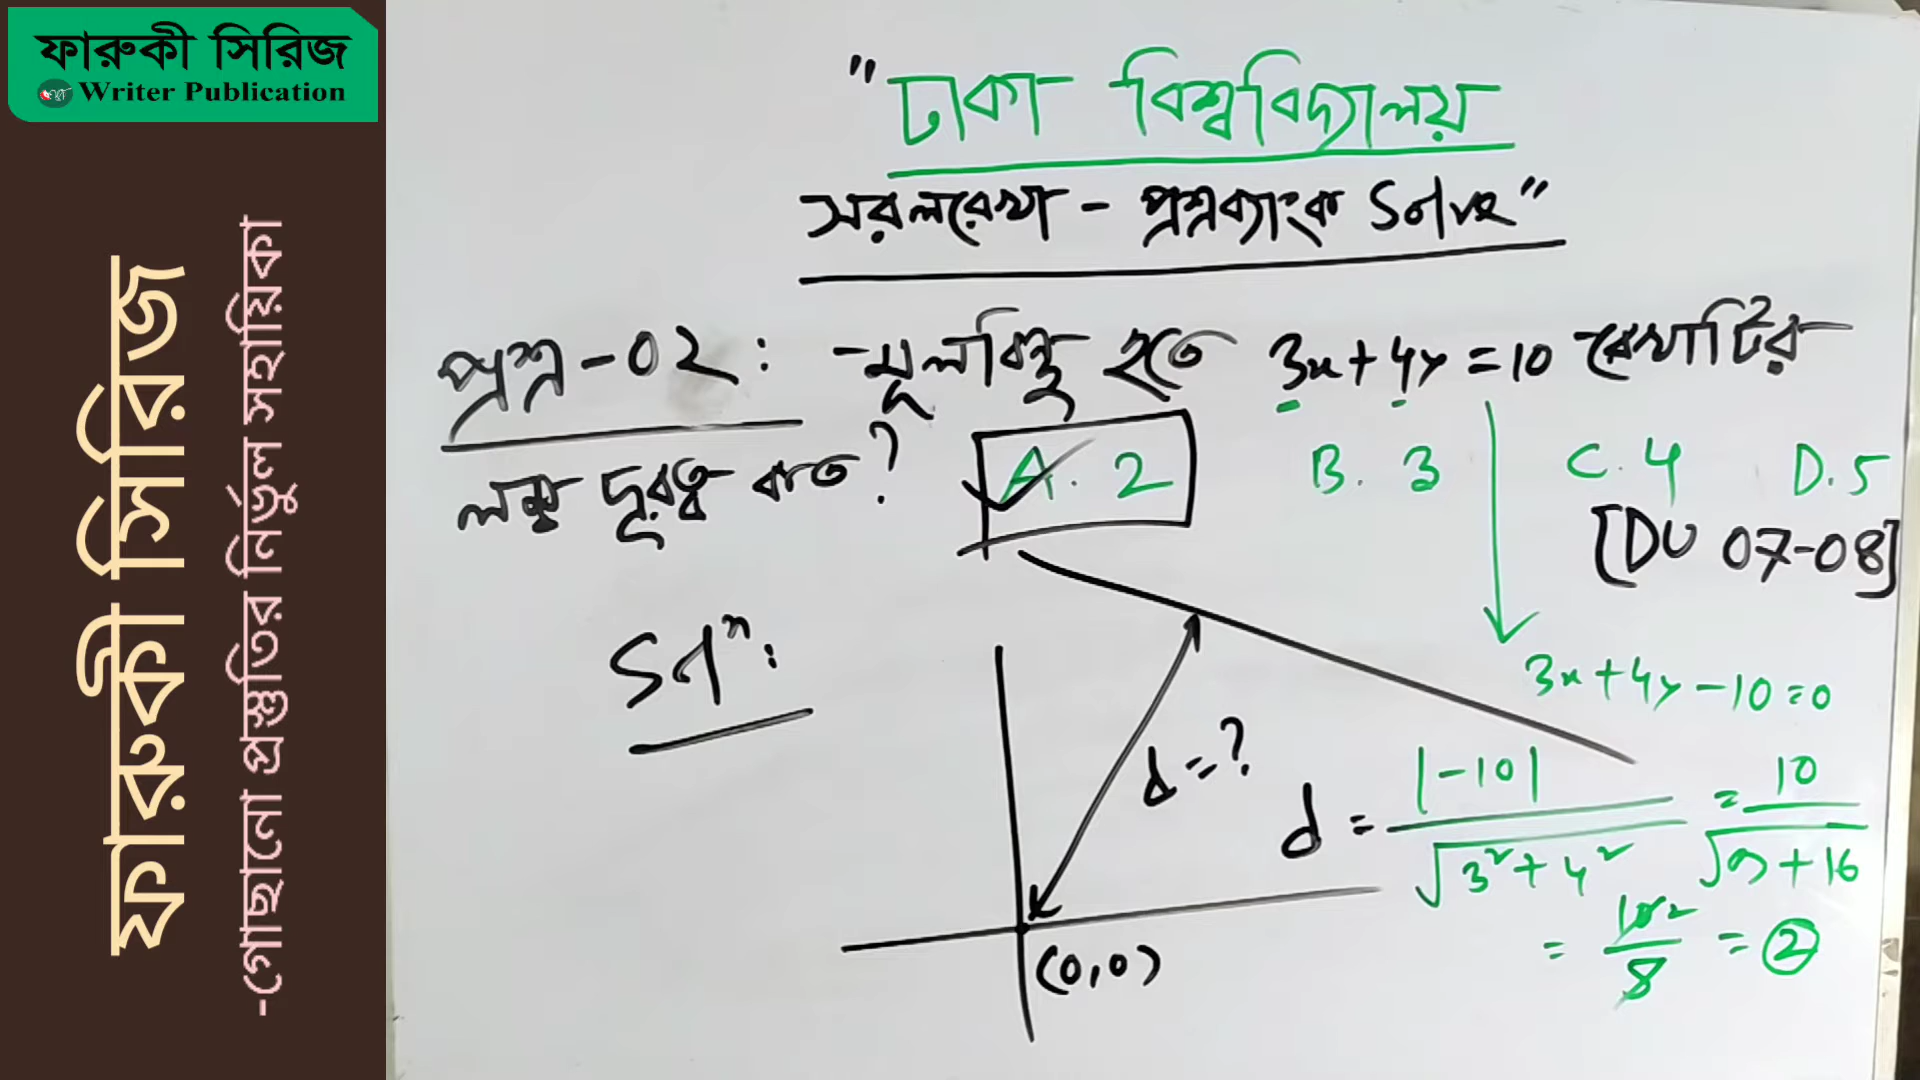 ফারুকী সিরিজ
Writer Publication
ফারুকী সিরিজ
-গোছানো প্রস্তুতির নির্ভুল সহায়িকা
"ঢাকা বিশ্ববিদ্যালয়
সরলরেখা - প্রশ্নব্যাংক Solve"
প্রশ্ন-০২: মূলবিন্দু হতে 3x+4y=10 রেখাটির
লম্ব দূরত্ব কত? A. 2 B. 3 C. 4 D. 5
[DU 07-08]
Solⁿ:
3x+4y-10=0
d=?
d = |-10| / √3²+4² = 10 / √9+16
= 10 2 / 5 = 2
(0,0)